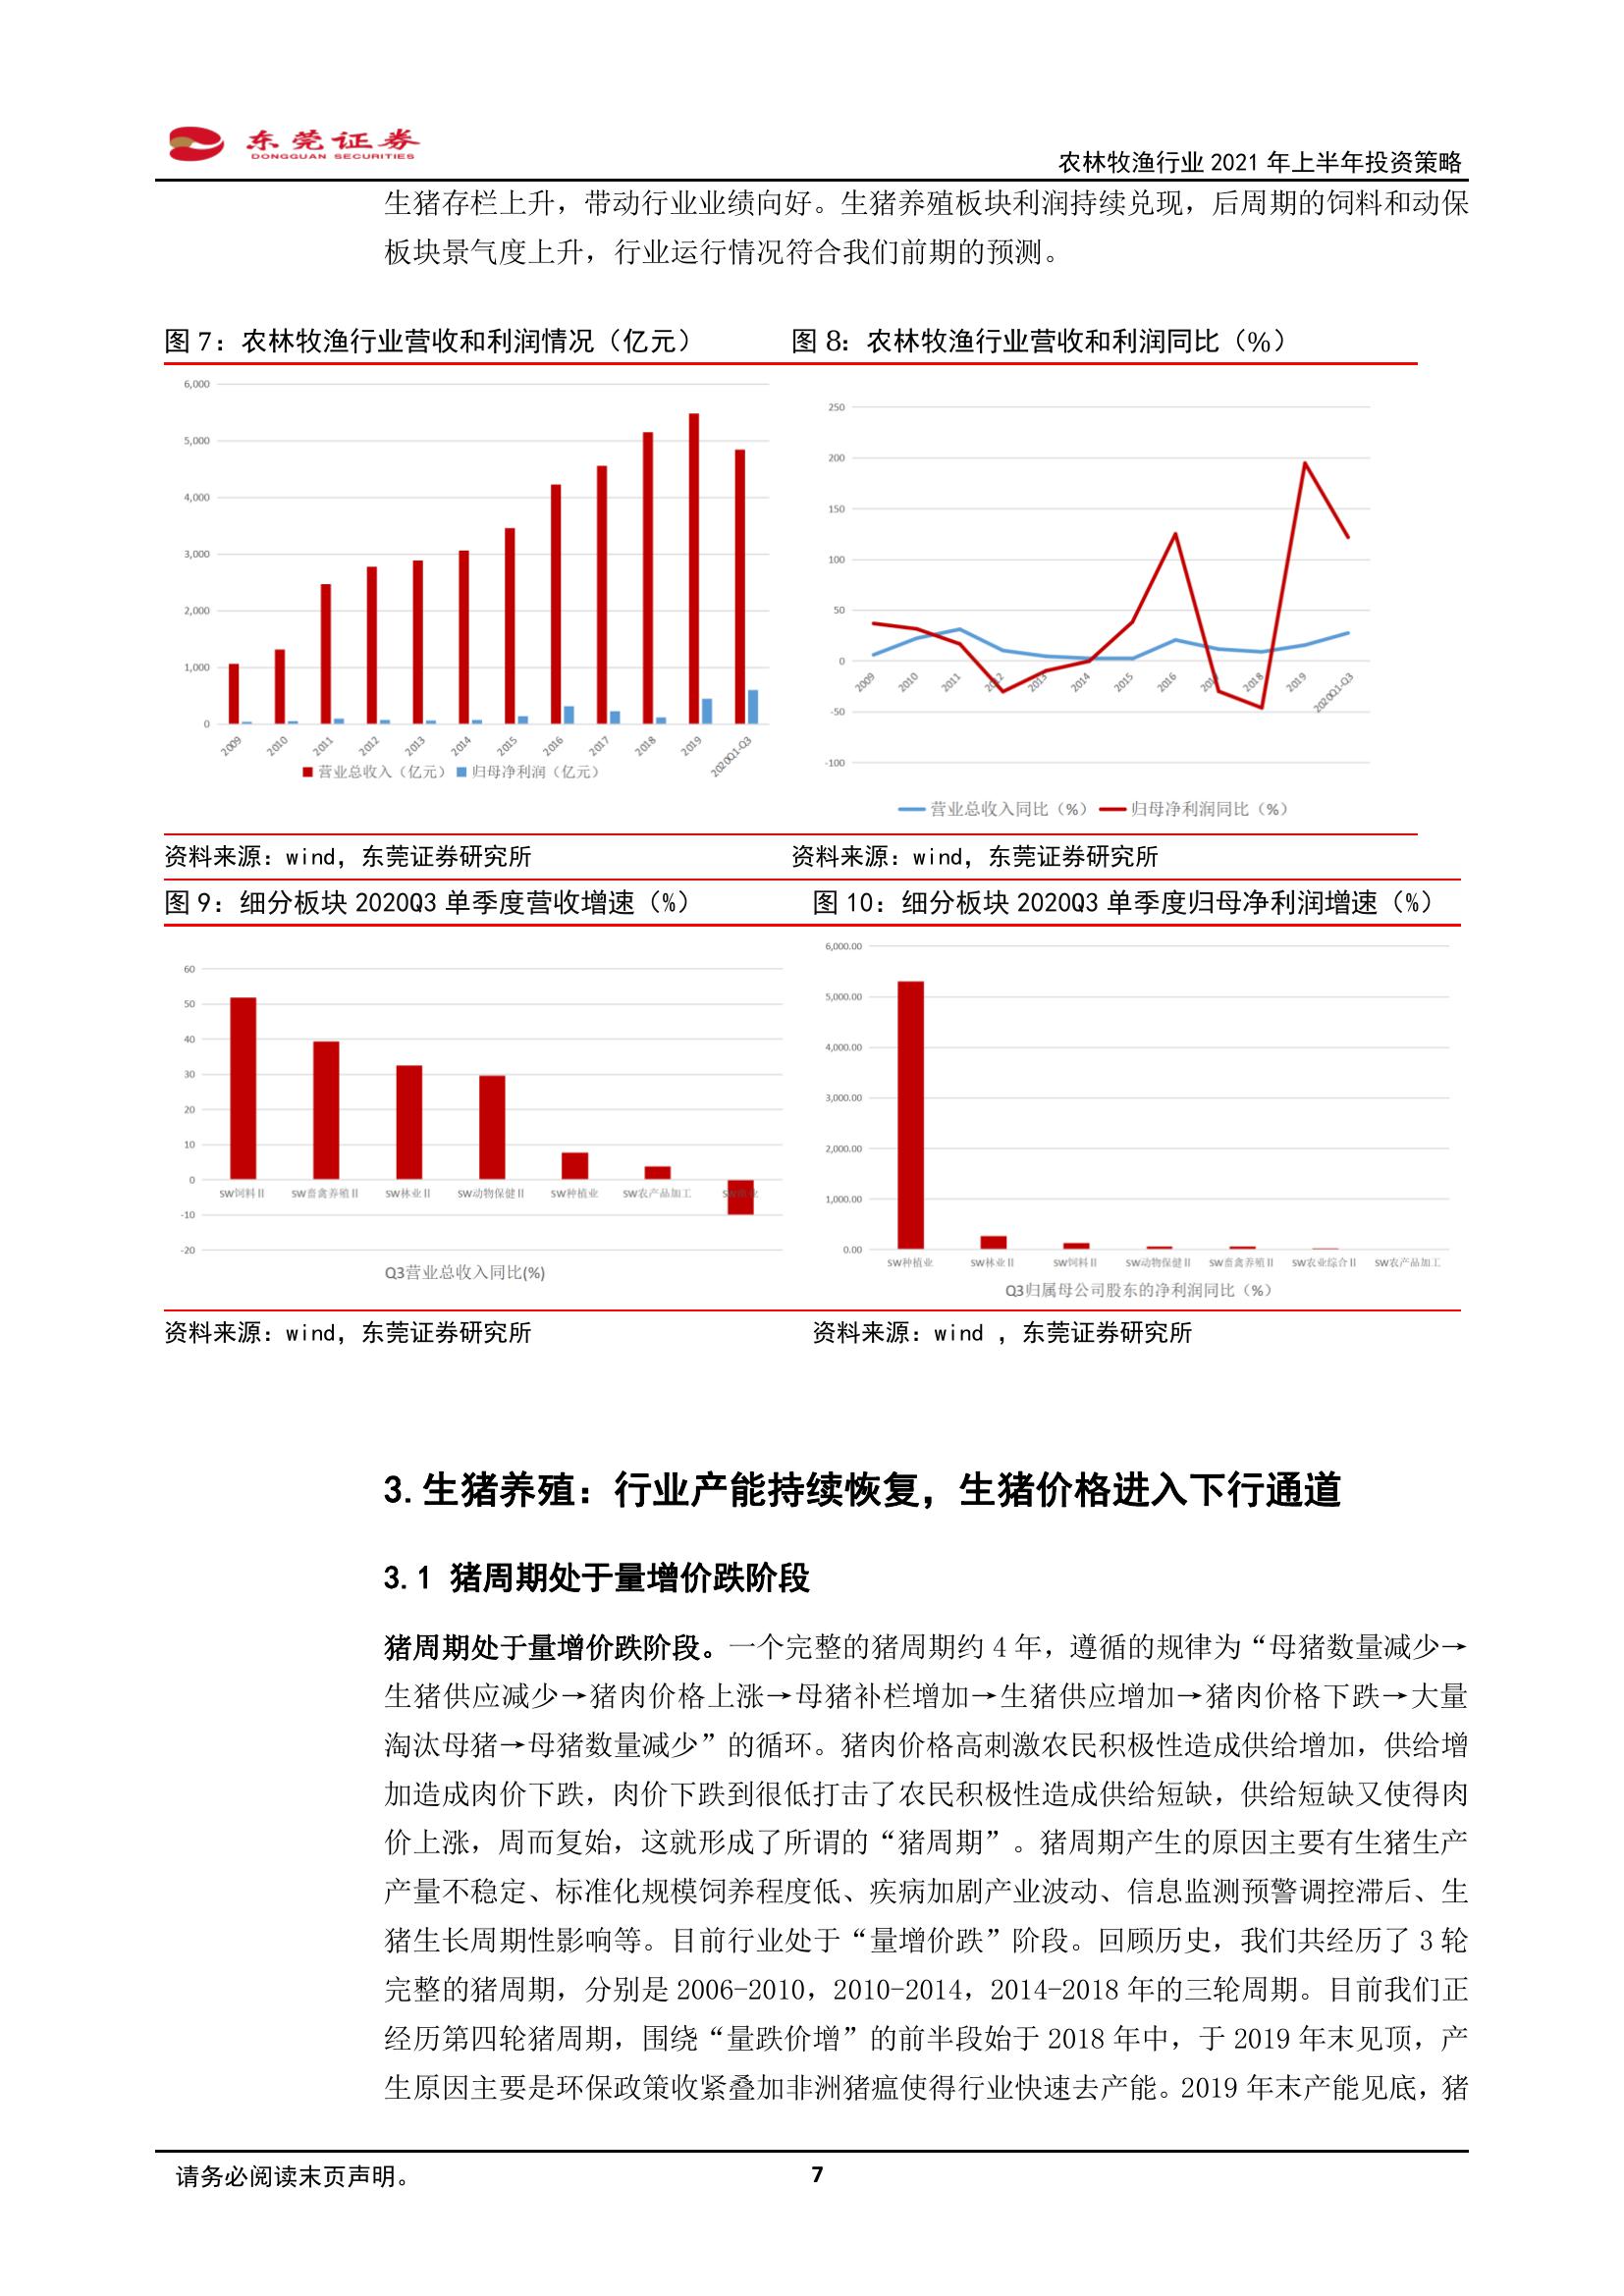 东莞证券
DONGGUAN SECURITIES
农林牧渔行业 2021 年上半年投资策略
生猪存栏上升，带动行业业绩向好。生猪养殖板块利润持续兑现，后周期的饲料和动保
板块景气度上升，行业运行情况符合我们前期的预测。
图 7：农林牧渔行业营收和利润情况（亿元）
6,000
5,000
4,000
3,000
2,000
1,000
0
2009 2010 2011 2012 2013 2014 2015 2016 2017 2018 2019 2020Q1-Q3
营业总收入（亿元） 归母净利润（亿元）
资料来源：wind，东莞证券研究所
图 8：农林牧渔行业营收和利润同比（%）
250
200
150
100
50
0
-50
-100
2009 2010 2011 2012 2013 2014 2015 2016 2018 2019 2020Q1-Q3
营业总收入同比（%） 归母净利润同比（%）
资料来源：wind，东莞证券研究所
图 9：细分板块 2020Q3 单季度营收增速（%）
60
50
40
30
20
10
0
-10
-20
SW饲料Ⅱ SW畜禽养殖Ⅱ SW林业Ⅱ SW动物保健Ⅱ SW种植业 SW农产品加工
Q3营业总收入同比(%)
资料来源：wind，东莞证券研究所
图 10：细分板块 2020Q3 单季度归母净利润增速（%）
6,000.00
5,000.00
4,000.00
3,000.00
2,000.00
1,000.00
0.00
SW种植业 SW林业Ⅱ SW饲料Ⅱ SW动物保健Ⅱ SW畜禽养殖Ⅱ SW农业综合Ⅱ SW农产品加工
Q3归属母公司股东的净利润同比（%）
资料来源：wind ，东莞证券研究所
3.生猪养殖：行业产能持续恢复，生猪价格进入下行通道
3.1 猪周期处于量增价跌阶段
猪周期处于量增价跌阶段。一个完整的猪周期约 4 年，遵循的规律为“母猪数量减少→
生猪供应减少→猪肉价格上涨→母猪补栏增加→生猪供应增加→猪肉价格下跌→大量
淘汰母猪→母猪数量减少”的循环。猪肉价格高刺激农民积极性造成供给增加，供给增
加造成肉价下跌，肉价下跌到很低打击了农民积极性造成供给短缺，供给短缺又使得肉
价上涨，周而复始，这就形成了所谓的“猪周期”。猪周期产生的原因主要有生猪生产
产量不稳定、标准化规模饲养程度低、疾病加剧产业波动、信息监测预警调控滞后、生
猪生长周期性影响等。目前行业处于“量增价跌”阶段。回顾历史，我们共经历了 3 轮
完整的猪周期，分别是 2006-2010，2010-2014，2014-2018 年的三轮周期。目前我们正
经历第四轮猪周期，围绕“量跌价增”的前半段始于 2018 年中，于 2019 年末见顶，产
生原因主要是环保政策收紧叠加非洲猪瘟使得行业快速去产能。2019 年末产能见底，猪
请务必阅读末页声明。
7